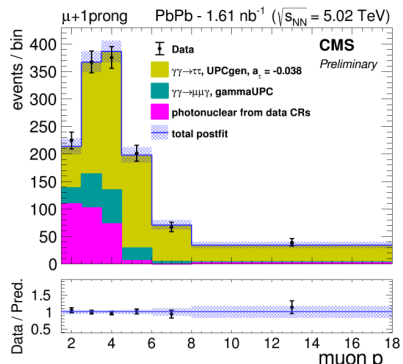 μ+1prong PbPb - 1.61 nb⁻¹ (√s_NN = 5.02 TeV)
CMS
Preliminary
events / bin
400
350
300
250
200
150
100
50
0
Data
γγ→ττ, UPCgen, a_τ = -0.038
γγ→μμγ, gammaUPC
photonuclear from data CRs
total postfit
Data / Pred.
1.5
1
0.5
2 4 6 8 10 12 14 16 18
muon p